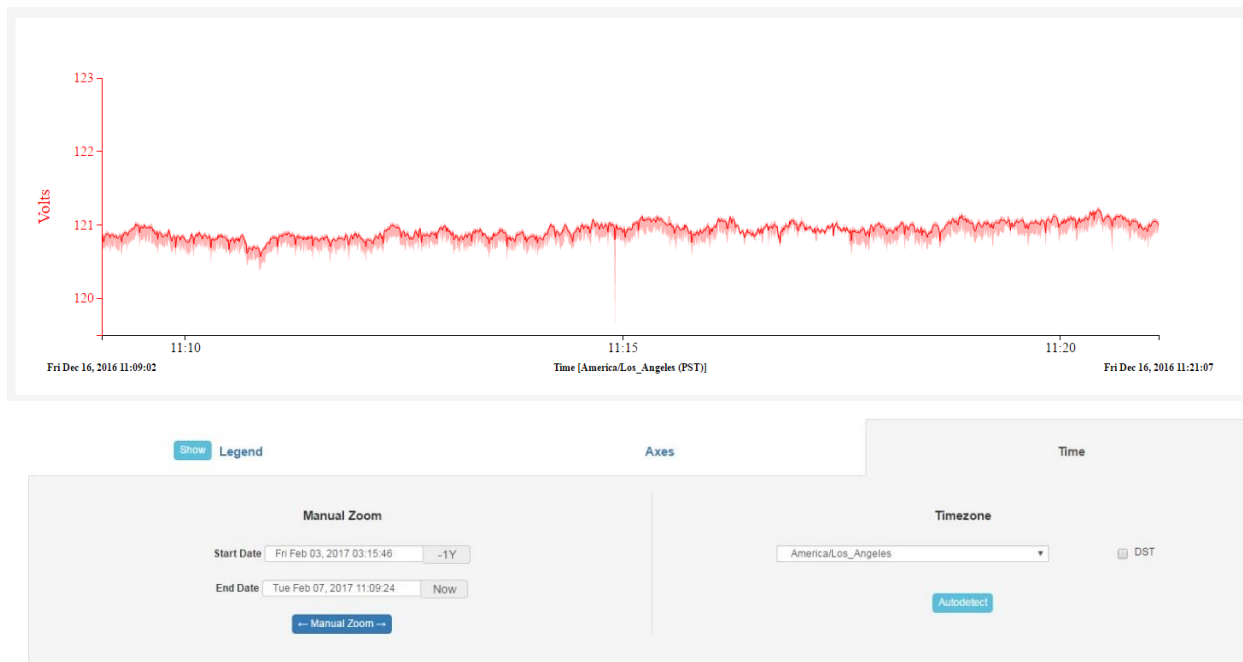 123
122
121
120
Volts
11:10 11:15 11:20
Fri Dec 16, 2016 11:09:02 Time [America/Los_Angeles (PST)] Fri Dec 16, 2016 11:21:07
Show Legend Axes Time
Manual Zoom Timezone
Start Date Fri Feb 03, 2017 03:15:46 -1Y America/Los_Angeles DST
End Date Tue Feb 07, 2017 11:09:24 Now
Autodetect
← Manual Zoom →